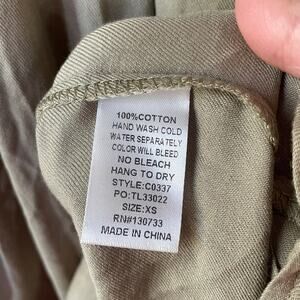 100%COTTON
HAND WASH COLD
WATER SEPARATELY
COLOR WILL BLEED
NO BLEACH
HANG TO DRY
STYLE:C0337
PO:TL33022
SIZE:XS
RN#130733
MADE IN CHINA